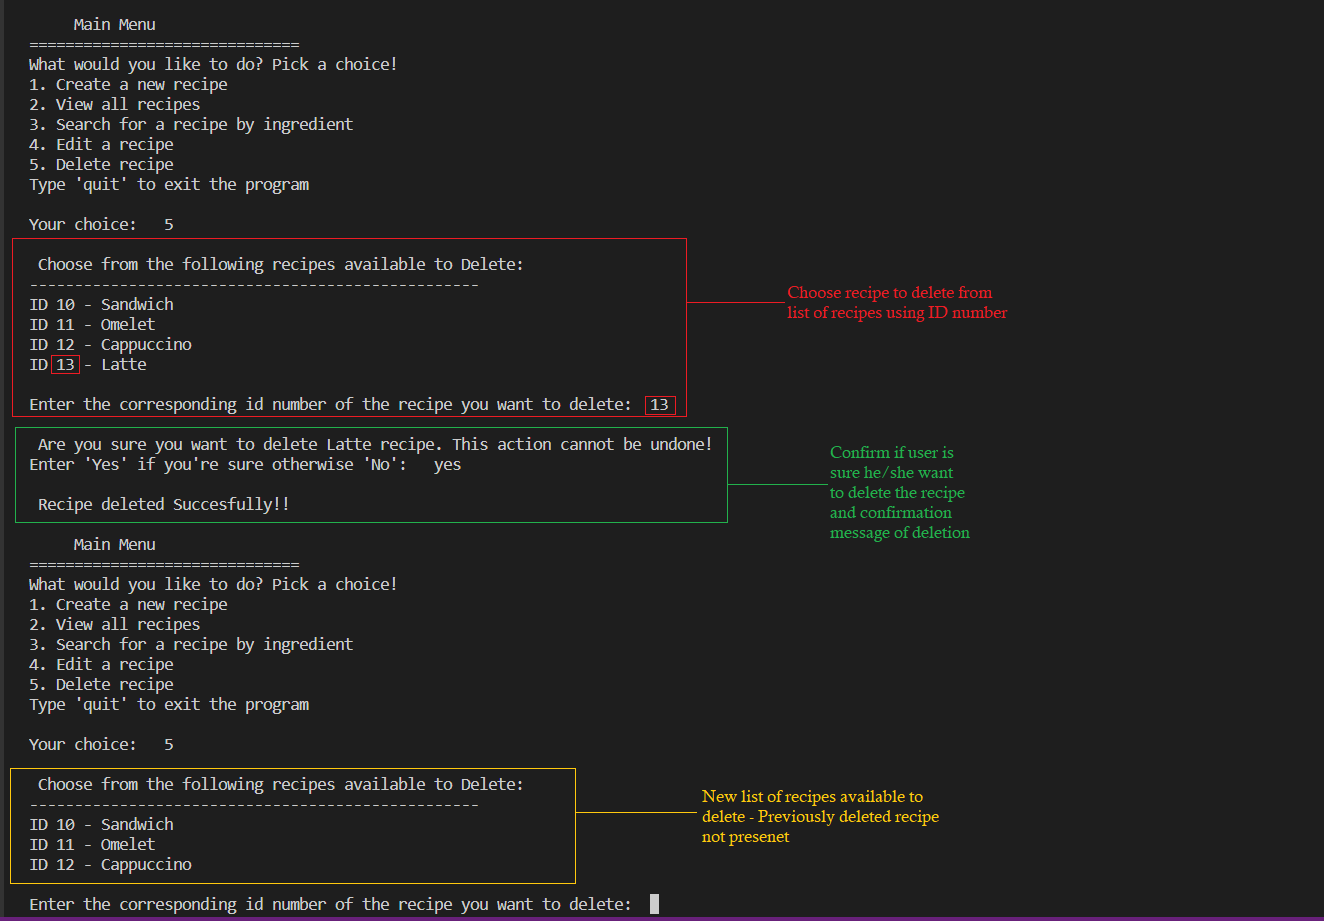 Main Menu
==============================
What would you like to do? Pick a choice!
1. Create a new recipe
2. View all recipes
3. Search for a recipe by ingredient
4. Edit a recipe
5. Delete recipe
Type 'quit' to exit the program
Your choice: 5
Choose from the following recipes available to Delete:
--------------------------------------------------
ID 10 - Sandwich
ID 11 - Omelet
ID 12 - Cappuccino
ID 13 - Latte
Enter the corresponding id number of the recipe you want to delete: 13
Choose recipe to delete from
list of recipes using ID number
Are you sure you want to delete Latte recipe. This action cannot be undone!
Enter 'Yes' if you're sure otherwise 'No': yes
Recipe deleted Succesfully!!
Confirm if user is
sure he/she want
to delete the recipe
and confirmation
message of deletion
Main Menu
==============================
What would you like to do? Pick a choice!
1. Create a new recipe
2. View all recipes
3. Search for a recipe by ingredient
4. Edit a recipe
5. Delete recipe
Type 'quit' to exit the program
Your choice: 5
Choose from the following recipes available to Delete:
--------------------------------------------------
ID 10 - Sandwich
ID 11 - Omelet
ID 12 - Cappuccino
New list of recipes available to
delete - Previously deleted recipe
not presenet
Enter the corresponding id number of the recipe you want to delete: